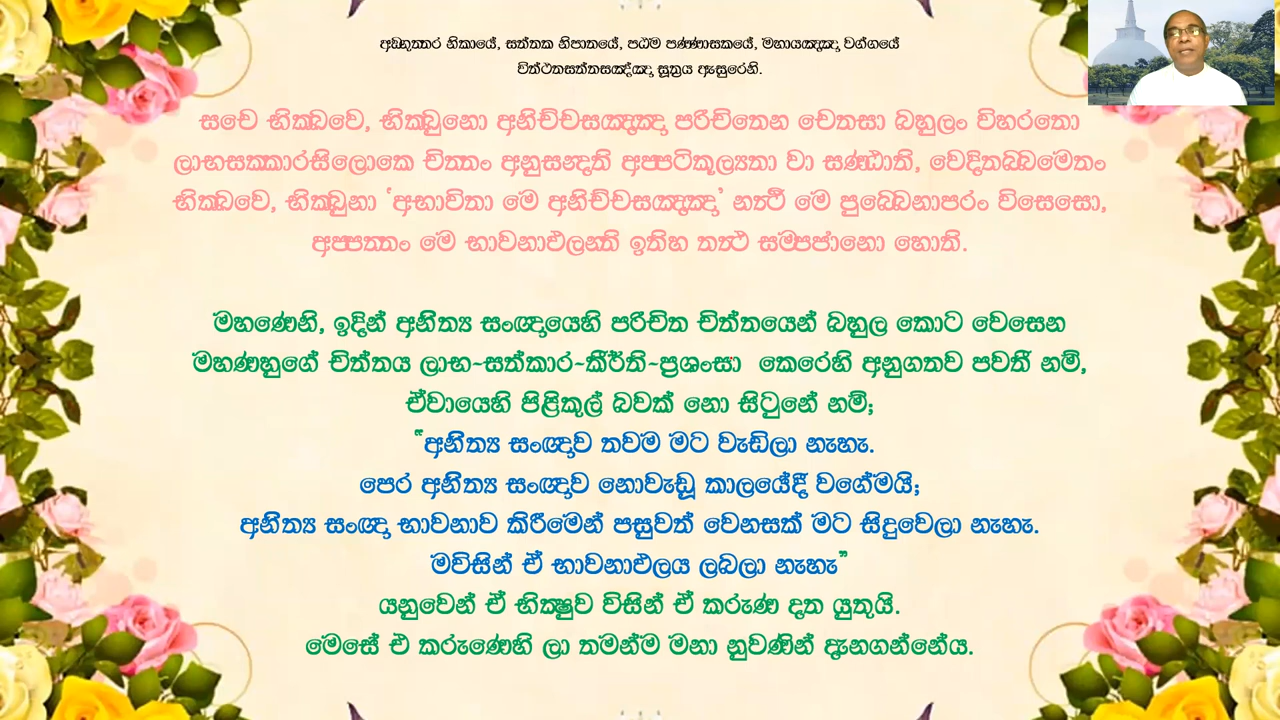 අඞ්ගුත්තර නිකායේ, සත්තක නිපාතයේ, පඨම පණ්ණාසකයේ, මහායඤ්ඤ වග්ගයේ
විත්ථතසත්තසඤ්ඤා සූත්‍රය ඇසුරෙනි.
සචෙ භික්ඛවෙ, භික්ඛුනො අනිච්චසඤ්ඤා පරිචිතෙන චෙතසා බහුලං විහරතො
ලාභසක්කාරසිලොකෙ චිත්තං අනුසන්දති අප්පටිකූල්‍යතා වා සණ්ඨාති, වෙදිතබ්බමෙතං
භික්ඛවෙ, භික්ඛුනා ‘අභාවිතා මෙ අනිච්චසඤ්ඤා’ නත්ථි මෙ පුබ්බෙනාපරං විසෙසො,
අප්පත්තං මෙ භාවනාඵලන්ති ඉතිහ තත්ථ සම්පජානො හොති.
මහණෙනි, ඉදින් අනිත්‍ය සංඥායෙහි පරිචිත චිත්තයෙන් බහුල කොට වෙසෙන
මහණහුගේ චිත්තය ලාභ~සත්කාර~කීර්ති~ප්‍රශංසා කෙරෙහි අනුගතව පවතී නම්,
ඒවායෙහි පිළිකුල් බවක් නො සිටුනේ නම්;
“අනිත්‍ය සංඥාව තවම මට වැඩිලා නැහැ.
පෙර අනිත්‍ය සංඥාව නොවැඩූ කාලයේදී වගේමයි;
අනිත්‍ය සංඥා භාවනාව කිරීමෙන් පසුවත් වෙනසක් මට සිදුවෙලා නැහැ.
මවිසින් ඒ භාවනාඵලය ලබලා නැහැ”
යනුවෙන් ඒ භික්‍ෂුව විසින් ඒ කරුණ දත යුතුයි.
මෙසේ එ කරුණෙහි ලා තමන්ම මනා නුවණින් දැනගන්නේය.